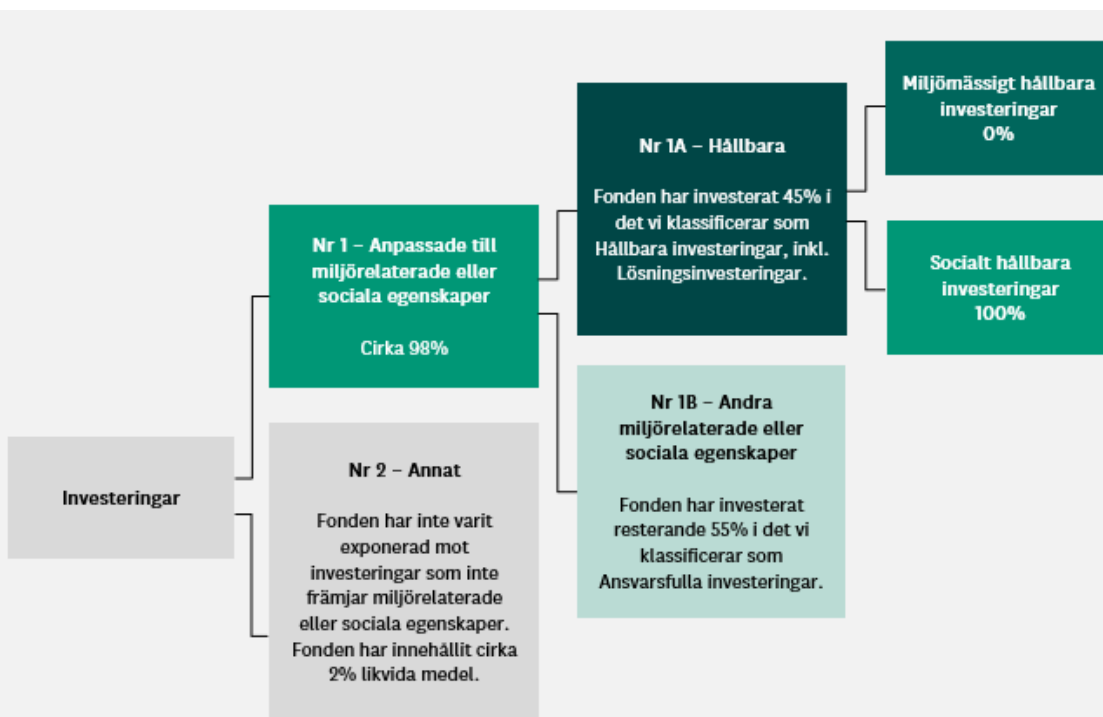 Investeringar
Nr 1 – Anpassade till
miljörelaterade eller
sociala egenskaper
Cirka 98%
Nr 2 – Annat
Fonden har inte varit
exponerad mot
investeringar som inte
främjar miljörelaterade
eller sociala egenskaper.
Fonden har innehållit cirka
2% likvida medel.
Nr 1A – Hållbara
Fonden har investerat 45% i
det vi klassificerar som
Hållbara investeringar, inkl.
Lösningsinvesteringar.
Nr 1B – Andra
miljörelaterade eller
sociala egenskaper
Fonden har investerat
resterande 55% i det vi
klassificerar som
Ansvarsfulla investeringar.
Miljömässigt hållbara
investeringar
0%
Socialt hållbara
investeringar
100%